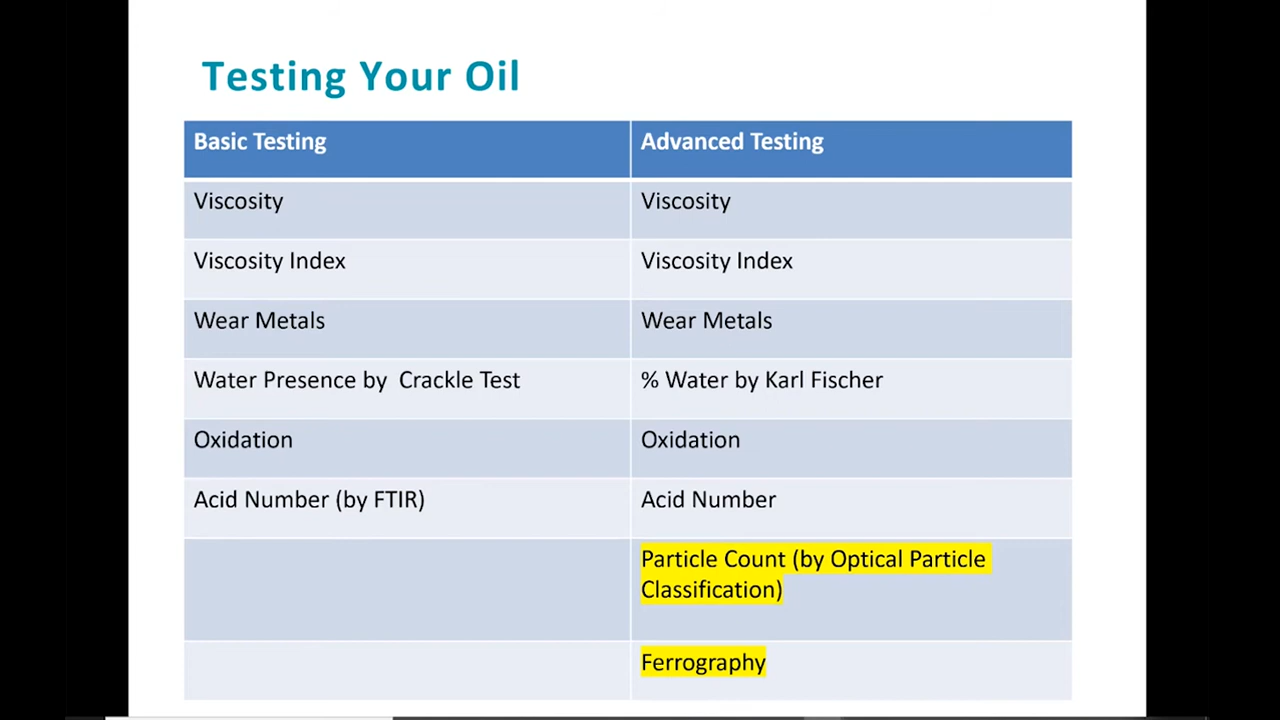 Testing Your Oil
Basic Testing
Advanced Testing
Viscosity
Viscosity
Viscosity Index
Viscosity Index
Wear Metals
Wear Metals
Water Presence by  Crackle Test
% Water by Karl Fischer
Oxidation
Oxidation
Acid Number (by FTIR)
Acid Number
Particle Count (by Optical Particle
Classification)
Ferrography